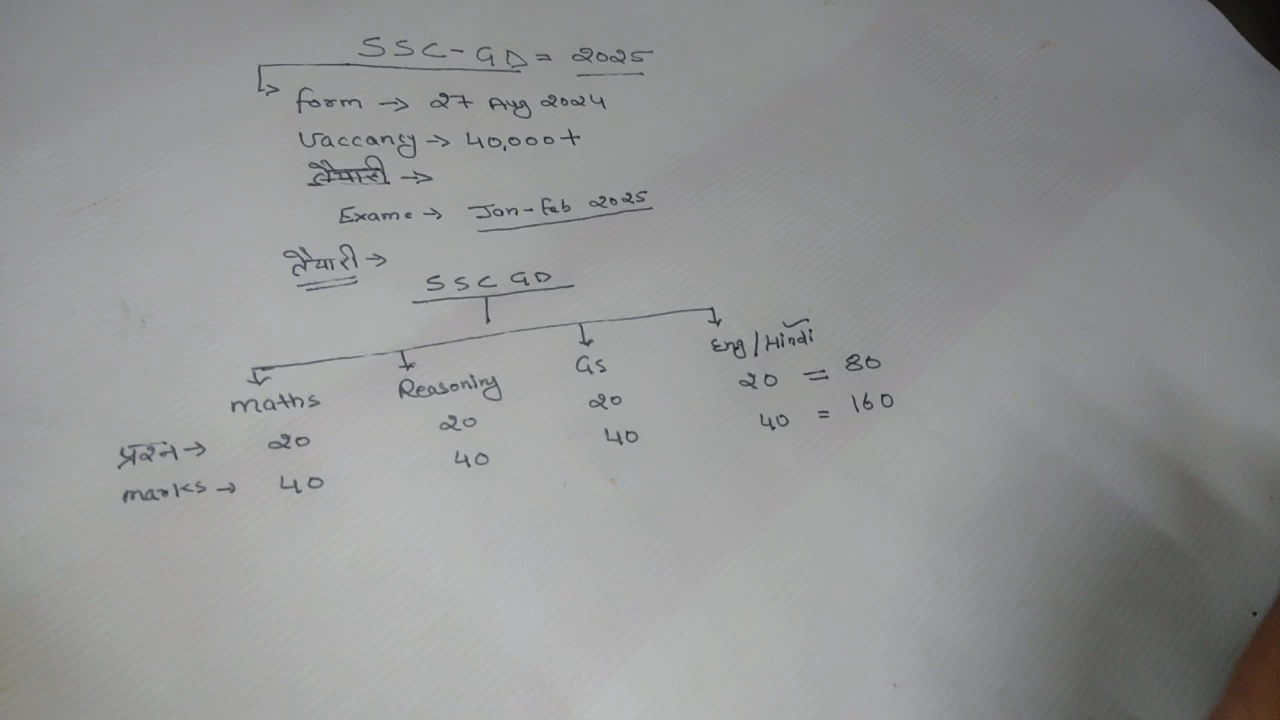 SSC-GD = 2025
form → 27 Aug 2024
Vaccancy → 40,000+
तैयारी →
Exame → Jan-Feb 2025
तैयारी →
SSC GD
maths Reasoning GS Eng/Hindi
प्रश्न → 20 20 20 20 = 80
marks → 40 40 40 40 = 160